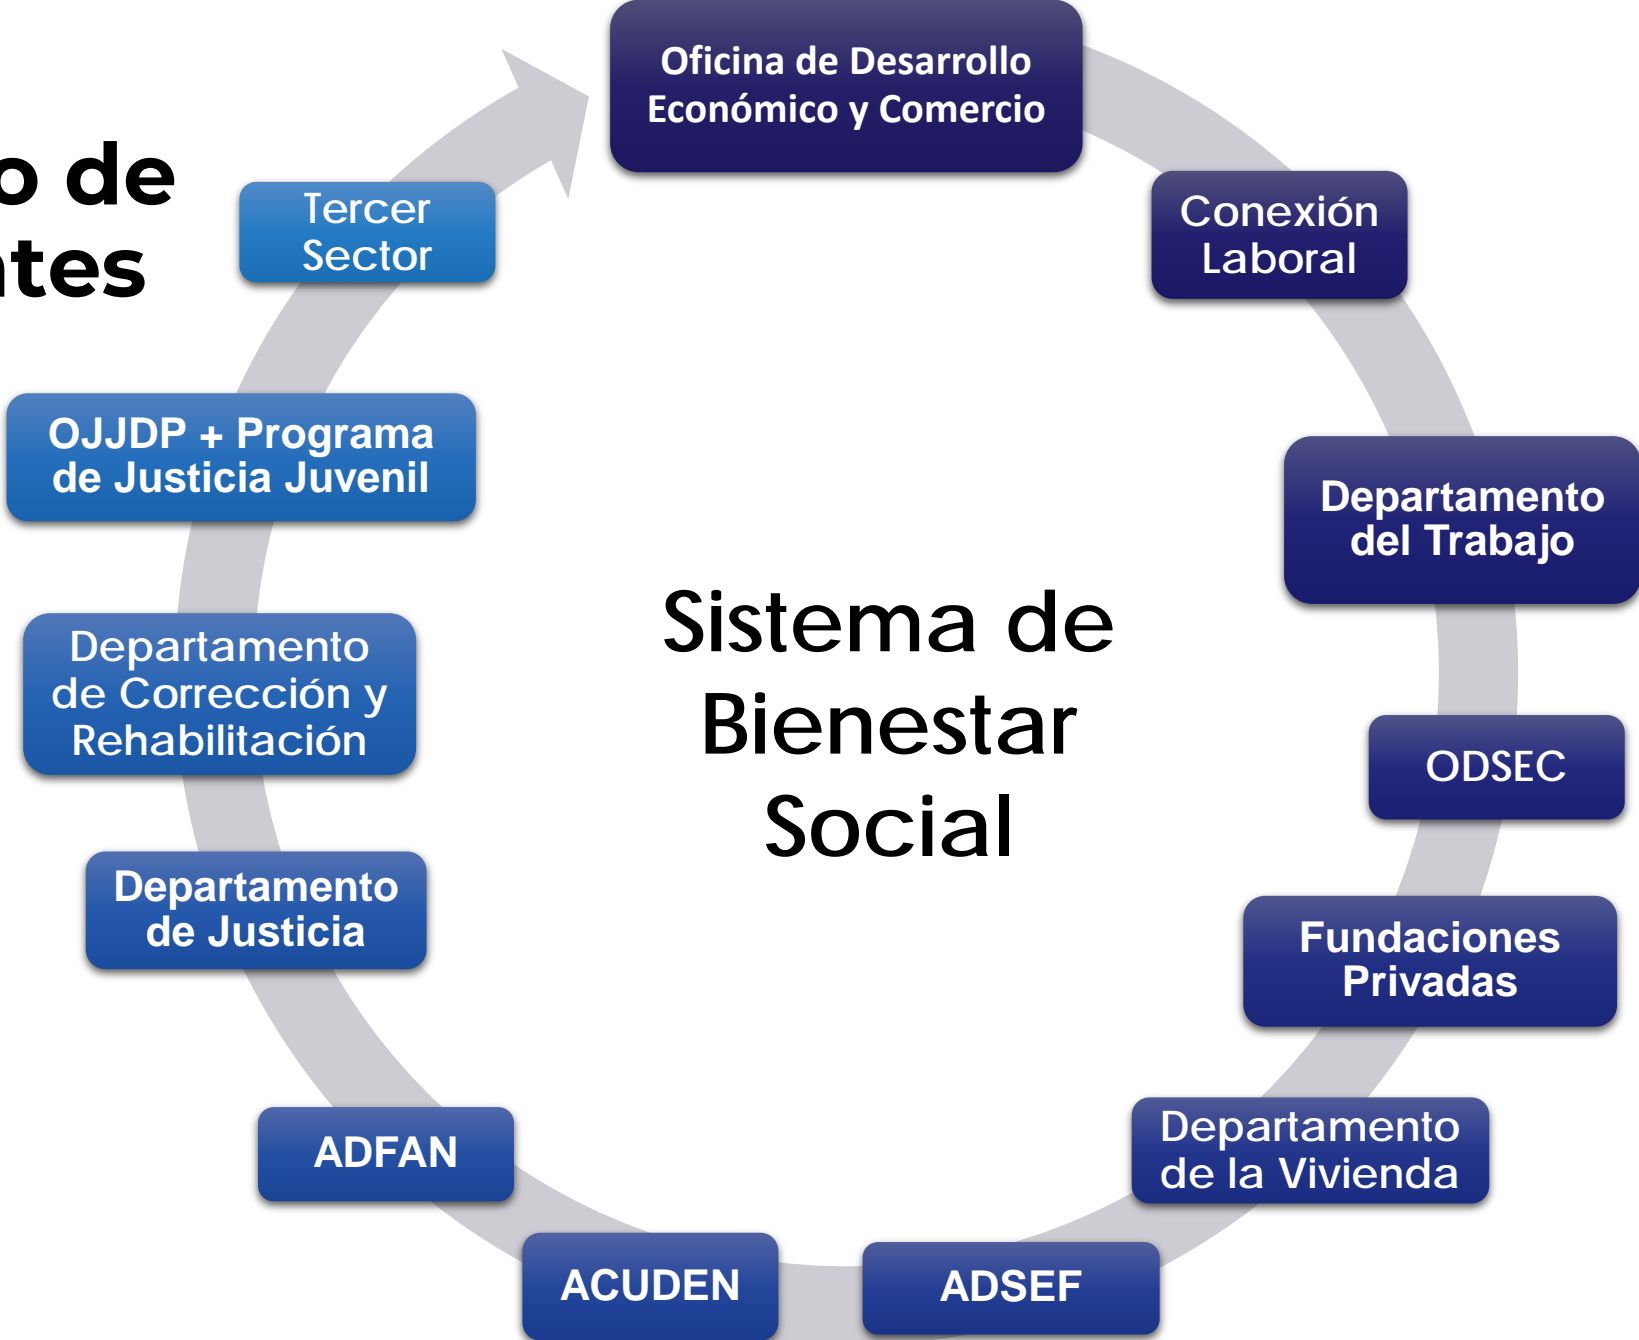 o de
ntes
Oficina de Desarrollo
Económico y Comercio
Conexión
Laboral
Departamento
del Trabajo
ODSEC
Fundaciones
Privadas
Departamento
de la Vivienda
ADSEF
ACUDEN
ADFAN
Departamento
de Justicia
Departamento
de Corrección y
Rehabilitación
OJJDP + Programa
de Justicia Juvenil
Tercer
Sector
Sistema de
Bienestar
Social